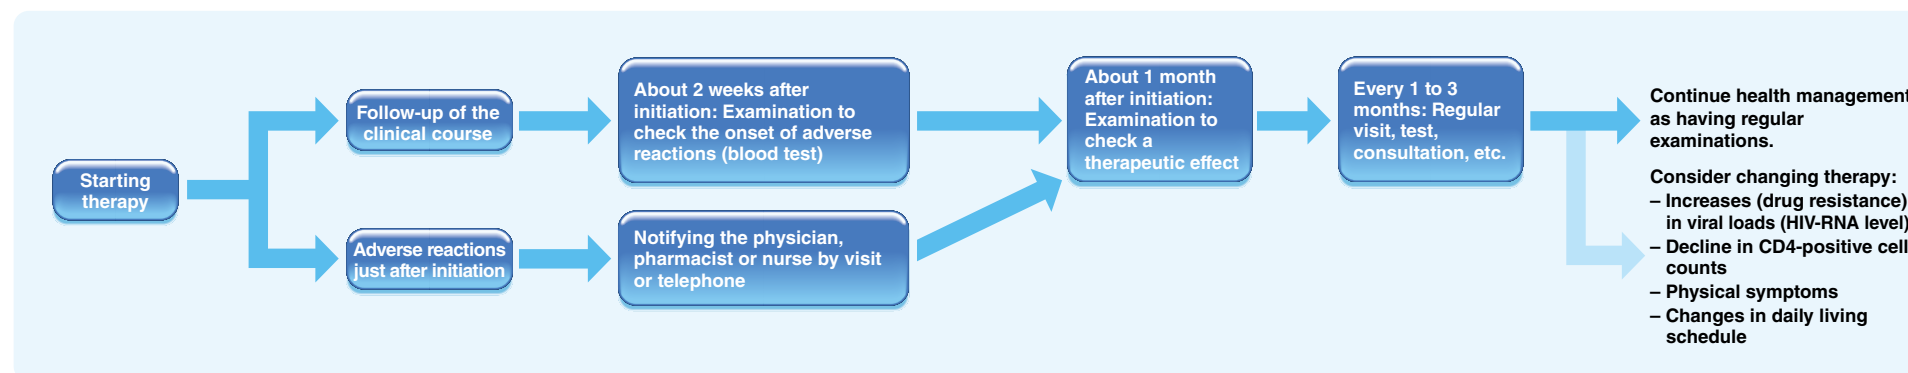 Starting
therapy
Follow-up of the
clinical course
Adverse reactions
just after initiation
About 2 weeks after
initiation: Examination to
check the onset of adverse
reactions (blood test)
Notifying the physician,
pharmacist or nurse by visit
or telephone
About 1 month
after initiation:
Examination to
check a
therapeutic effect
Every 1 to 3
months: Regular
visit, test,
consultation, etc.
Continue health management
as having regular
examinations.
Consider changing therapy:
– Increases (drug resistance)
in viral loads (HIV-RNA level)
– Decline in CD4-positive cell
counts
– Physical symptoms
– Changes in daily living
schedule